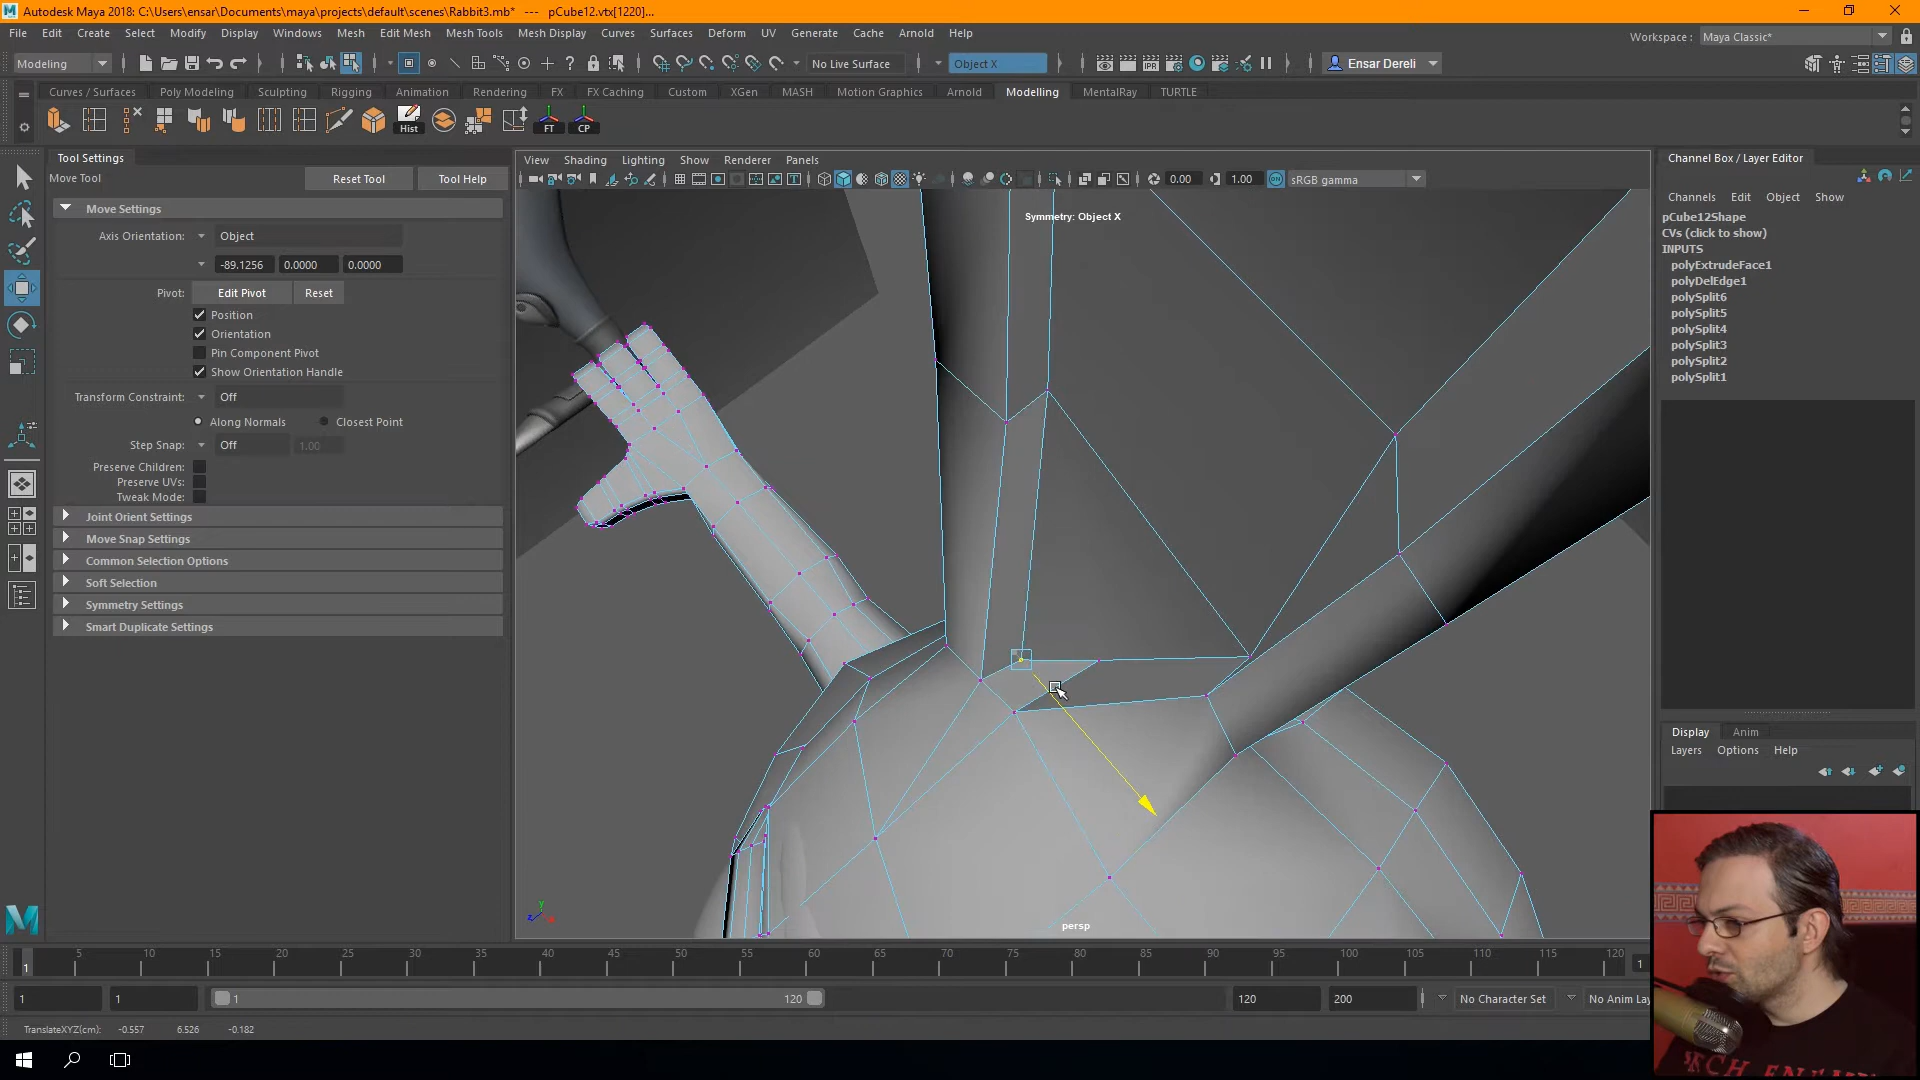 Autodesk Maya 2018: C:\Users\ensar\Documents\maya\projects\default\scenes\Rabbit3.mb* --- pCube12.vtx[1220]...
File Edit Create Select Modify Display Windows Mesh Edit Mesh Mesh Tools Mesh Display Curves Surfaces Deform UV Generate Cache Arnold Help
Workspace : Maya Classic*
Modeling No Live Surface Object X Ensar Dereli
Curves / Surfaces Poly Modeling Sculpting Rigging Animation Rendering FX FX Caching Custom XGen MASH Motion Graphics Arnold Modelling MentalRay TURTLE
Hist FT CP
Tool Settings
Move Tool Reset Tool Tool Help
Move Settings
Axis Orientation: Object
-89.1256 0.0000 0.0000
Pivot: Edit Pivot Reset
Position
Orientation
Pin Component Pivot
Show Orientation Handle
Transform Constraint: Off
Along Normals Closest Point
Step Snap: Off 1.00
Preserve Children:
Preserve UVs:
Tweak Mode:
Joint Orient Settings
Move Snap Settings
Common Selection Options
Soft Selection
Symmetry Settings
Smart Duplicate Settings
View Shading Lighting Show Renderer Panels
0.00 1.00 ON sRGB gamma
Symmetry: Object X
persp
Channel Box / Layer Editor
Channels Edit Object Show
pCube12Shape
CVs (click to show)
INPUTS
polyExtrudeFace1
polyDelEdge1
polySplit6
polySplit5
polySplit4
polySplit3
polySplit2
polySplit1
Display Anim
Layers Options Help
1 5 10 15 20 25 30 35 40 45 50 55 60 65 70 75 80 85 90 95 100 105 110 115 120 1
1 1 1 120 120 200 No Character Set No Anim Lay
TranslateXYZ(cm): -0.557 6.526 -0.182